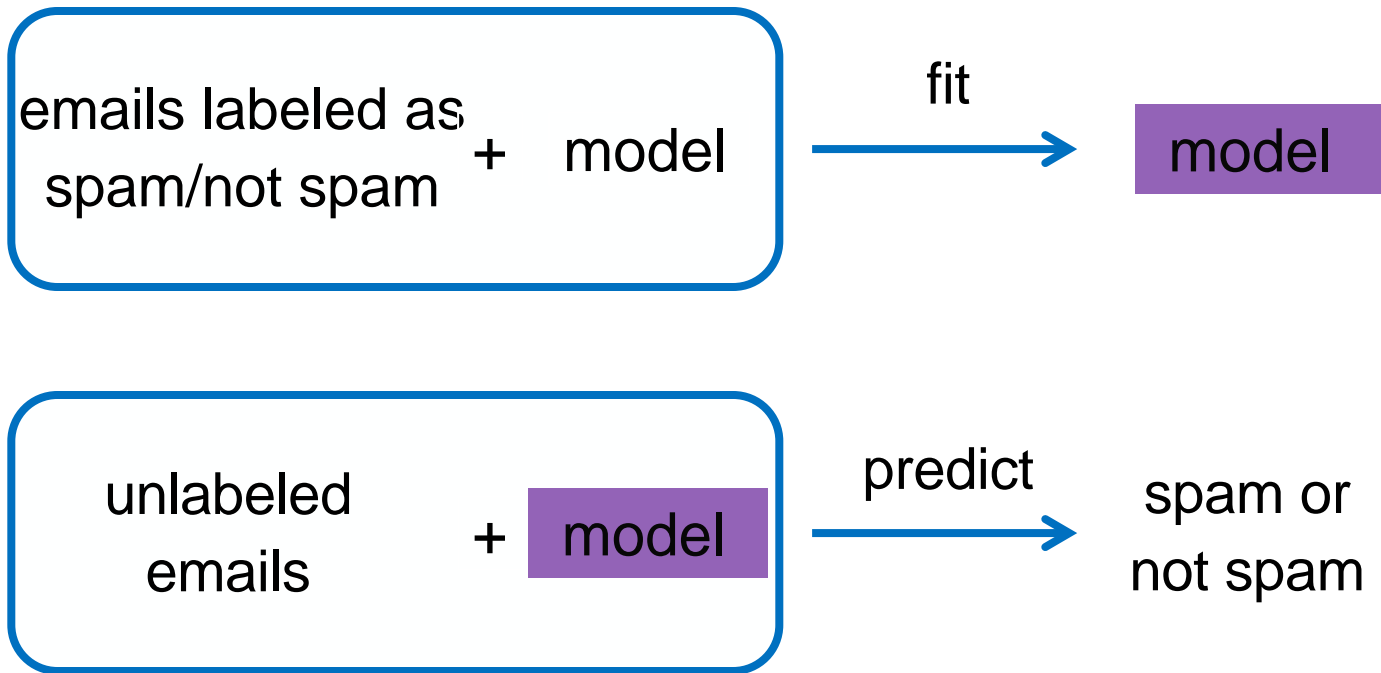 emails labeled as
spam/not spam
+
model
fit
model
unlabeled
emails
+
model
predict
spam or
not spam